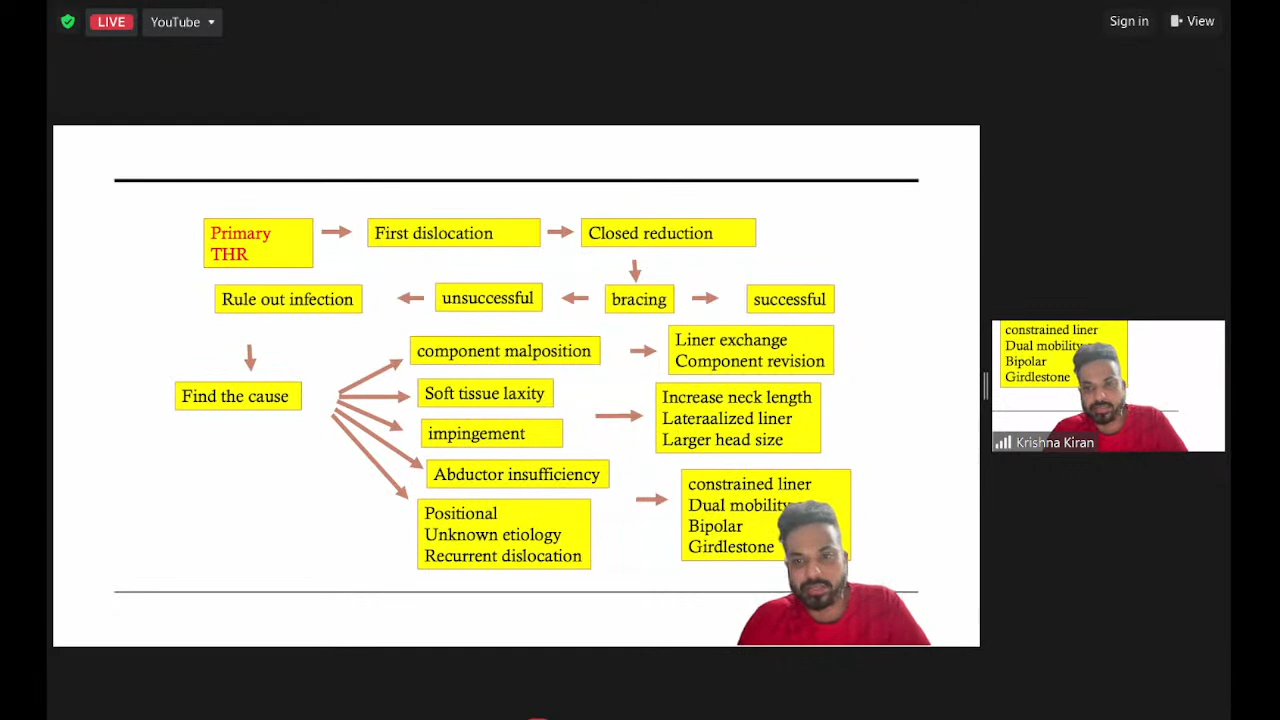 LIVE
YouTube
Sign in
View
Primary
THR
First dislocation
Closed reduction
Rule out infection
unsuccessful
bracing
successful
component malposition
Liner exchange
Component revision
Find the cause
Soft tissue laxity
impingement
Increase neck length
Lateraalized liner
Larger head size
Abductor insufficiency
Positional
Unknown etiology
Recurrent dislocation
constrained liner
Dual mobility
Bipolar
Girdlestone
constrained liner
Dual mobility
Bipolar
Girdlestone
Krishna Kiran